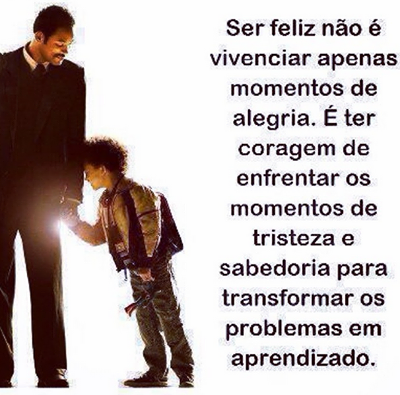 Ser feliz não é
vivenciar apenas
momentos de
alegria. É ter
coragem de
enfrentar os
momentos de
tristeza e
sabedoria para
transformar os
problemas em
aprendizado.